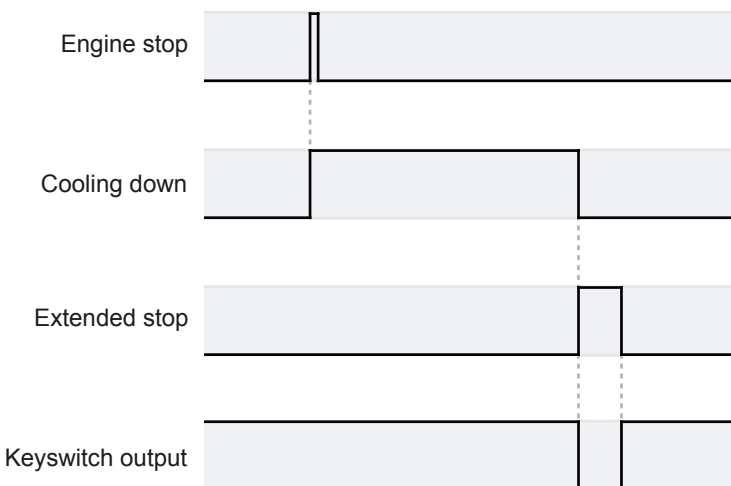 Engine stop
Cooling down
Extended stop
Keyswitch output